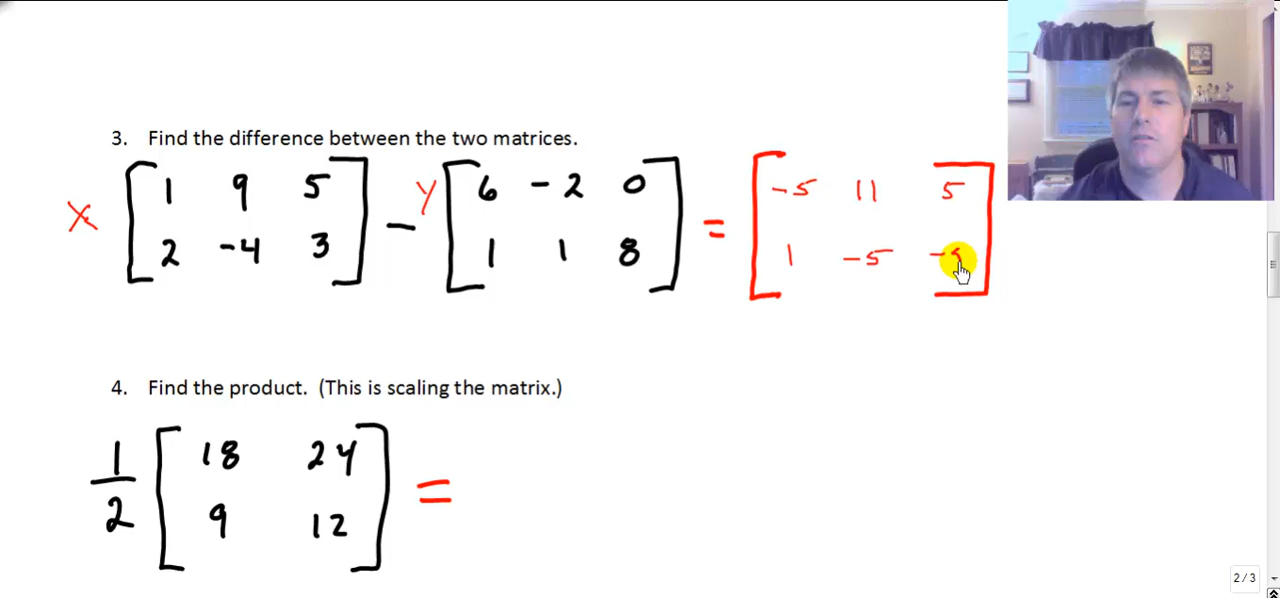 3. Find the difference between the two matrices.
X [ 1 9 5 ] - Y [ 6 -2 0 ] = [ -5 11 5 ]
[ 2 -4 3 ] [ 1 1 8 ] [ 1 -5 -5 ]
4. Find the product. (This is scaling the matrix.)
1/2 [ 18 24 ] =
[ 9 12 ]
2 / 3